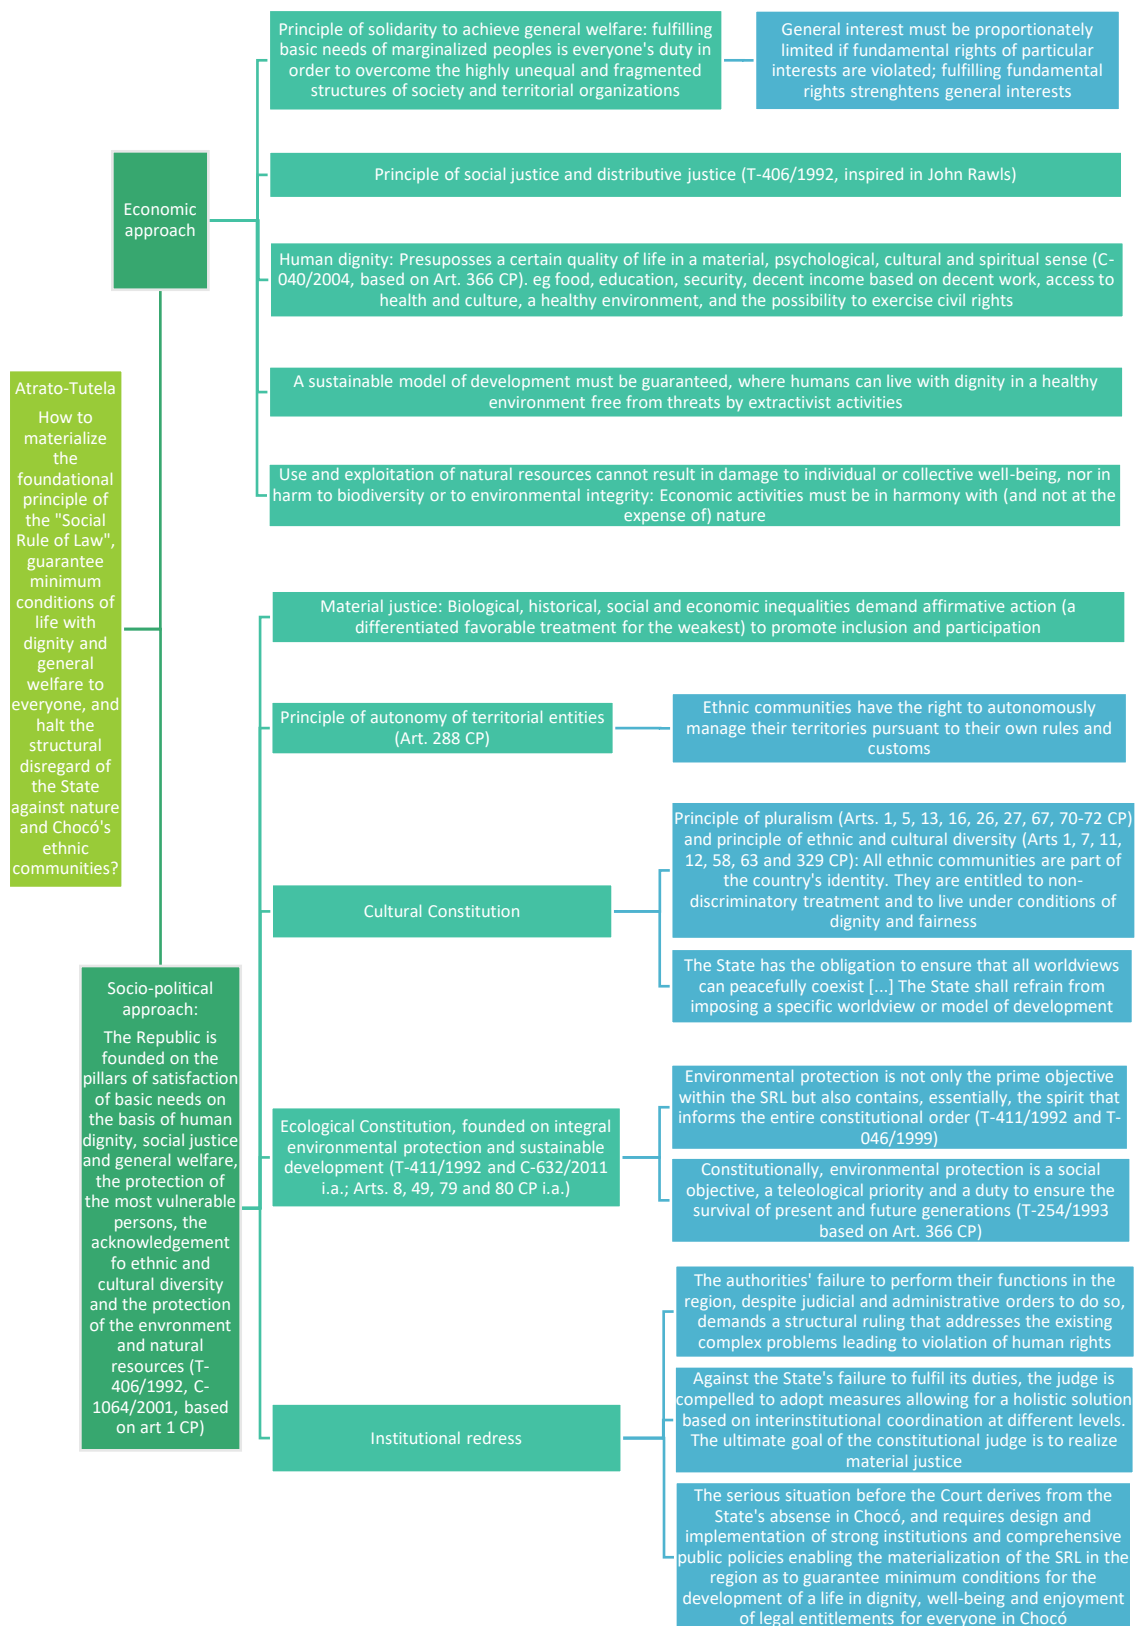 Principle of solidarity to achieve general welfare: fulfilling
basic needs of marginalized peoples is everyone's duty in
order to overcome the highly unequal and fragmented
structures of society and territorial organizations
General interest must be proportionately
limited if fundamental rights of particular
interests are violated; fulfilling fundamental
rights strenghtens general interests
Economic
approach
Principle of social justice and distributive justice (T-406/1992, inspired in John Rawls)
Human dignity: Presuposses a certain quality of life in a material, psychological, cultural and spiritual sense (C-
040/2004, based on Art. 366 CP). eg food, education, security, decent income based on decent work, access to
health and culture, a healthy environment, and the possibility to exercise civil rights
A sustainable model of development must be guaranteed, where humans can live with dignity in a healthy
environment free from threats by extractivist activities
Use and exploitation of natural resources cannot result in damage to individual or collective well-being, nor in
harm to biodiversity or to environmental integrity: Economic activities must be in harmony with (and not at the
expense of) nature
Atrato-Tutela
How to
materialize
the
foundational
principle of
the "Social
Rule of Law",
guarantee
minimum
conditions of
life with
dignity and
general
welfare to
everyone, and
halt the
structural
disregard of
the State
against nature
and Chocó's
ethnic
communities?
Socio-political
approach:
The Republic is
founded on the
pillars of satisfaction
of basic needs on
the basis of human
dignity, social justice
and general welfare,
the protection of
the most vulnerable
persons, the
acknowledgement
fo ethnic and
cultural diversity
and the protection
of the envronment
and natural
resources (T-
406/1992, C-
1064/2001, based
on art 1 CP)
Material justice: Biological, historical, social and economic inequalities demand affirmative action (a
differentiated favorable treatment for the weakest) to promote inclusion and participation
Principle of autonomy of territorial entities
(Art. 288 CP)
Ethnic communities have the right to autonomously
manage their territories pursuant to their own rules and
customs
Cultural Constitution
Principle of pluralism (Arts. 1, 5, 13, 16, 26, 27, 67, 70-72 CP)
and principle of ethnic and cultural diversity (Arts 1, 7, 11,
12, 58, 63 and 329 CP): All ethnic communities are part of
the country's identity. They are entitled to non-
discriminatory treatment and to live under conditions of
dignity and fairness
The State has the obligation to ensure that all worldviews
can peacefully coexist [...] The State shall refrain from
imposing a specific worldview or model of development
Ecological Constitution, founded on integral
environmental protection and sustainable
development (T-411/1992 and C-632/2011
i.a.; Arts. 8, 49, 79 and 80 CP i.a.)
Environmental protection is not only the prime objective
within the SRL but also contains, essentially, the spirit that
informs the entire constitutional order (T-411/1992 and T-
046/1999)
Constitutionally, environmental protection is a social
objective, a teleological priority and a duty to ensure the
survival of present and future generations (T-254/1993
based on Art. 366 CP)
Institutional redress
The authorities' failure to perform their functions in the
region, despite judicial and administrative orders to do so,
demands a structural ruling that addresses the existing
complex problems leading to violation of human rights
Against the State's failure to fulfil its duties, the judge is
compelled to adopt measures allowing for a holistic solution
based on interinstitutional coordination at different levels.
The ultimate goal of the constitutional judge is to realize
material justice
The serious situation before the Court derives from the
State's absense in Chocó, and requires design and
implementation of strong institutions and comprehensive
public policies enabling the materialization of the SRL in the
region as to guarantee minimum conditions for the
development of a life in dignity, well-being and enjoyment
of legal entitlements for everyone in Chocó